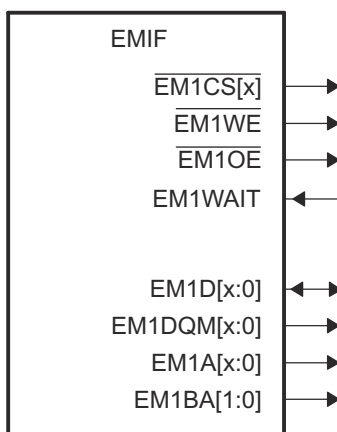 EMIF
EM1CS[x]
EM1WE
EM1OE
EM1WAIT
EM1D[x:0]
EM1DQM[x:0]
EM1A[x:0]
EM1BA[1:0]